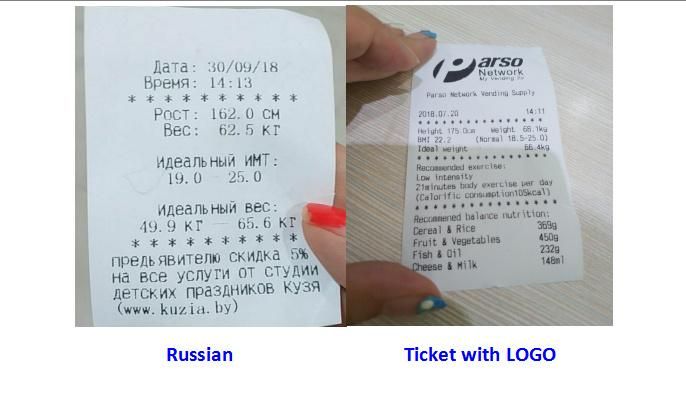 Дата: 30/09/18
Время: 14:13
* * * * * * * * * *
Рост: 162.0 см
Вес: 62.5 кг
идеальный ИМТ:
19.0 - 25.0
идеальный вес:
49.9 кг - 65.6 кг
* * * * * * * * * *
предьявителю скидка 5%
на все услуги от студии
детских праздников Кузя
(www.kuzia.by)
Russian
Parso
Network
My Vending
Parso Network Vending Supply
2018.07.20 14:11
* * * * * * * * * * * * * * * *
Height 175.0cm Weight 68.1kg
BMI 22.2 (Normal 18.5-25.0)
Ideal weight 66.4kg
* * * * * * * * * * * * * * * *
Recommended exercise:
Low intensity
21minutes body exercise per day
(Calorific consumption105kcal)
* * * * * * * * * * * * * * * *
Recommened balance nutrition:
Cereal & Rice 369g
Fruit & Vegetables 450g
Fish & Oil 232g
Cheese & Milk 148ml
Ticket with LOGO